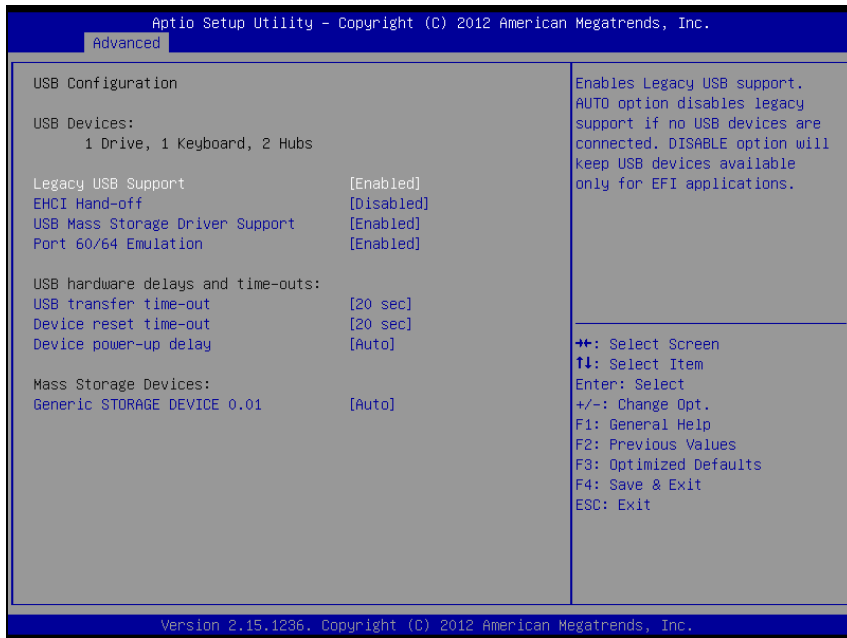 Aptio Setup Utility – Copyright (C) 2012 American Megatrends, Inc.
Advanced
USB Configuration
USB Devices:
1 Drive, 1 Keyboard, 2 Hubs
Legacy USB Support [Enabled]
EHCI Hand-off [Disabled]
USB Mass Storage Driver Support [Enabled]
Port 60/64 Emulation [Enabled]
USB hardware delays and time-outs:
USB transfer time-out [20 sec]
Device reset time-out [20 sec]
Device power-up delay [Auto]
Mass Storage Devices:
Generic STORAGE DEVICE 0.01 [Auto]
Enables Legacy USB support.
AUTO option disables legacy
support if no USB devices are
connected. DISABLE option will
keep USB devices available
only for EFI applications.
→←: Select Screen
↑↓: Select Item
Enter: Select
+/-: Change Opt.
F1: General Help
F2: Previous Values
F3: Optimized Defaults
F4: Save & Exit
ESC: Exit
Version 2.15.1236. Copyright (C) 2012 American Megatrends, Inc.